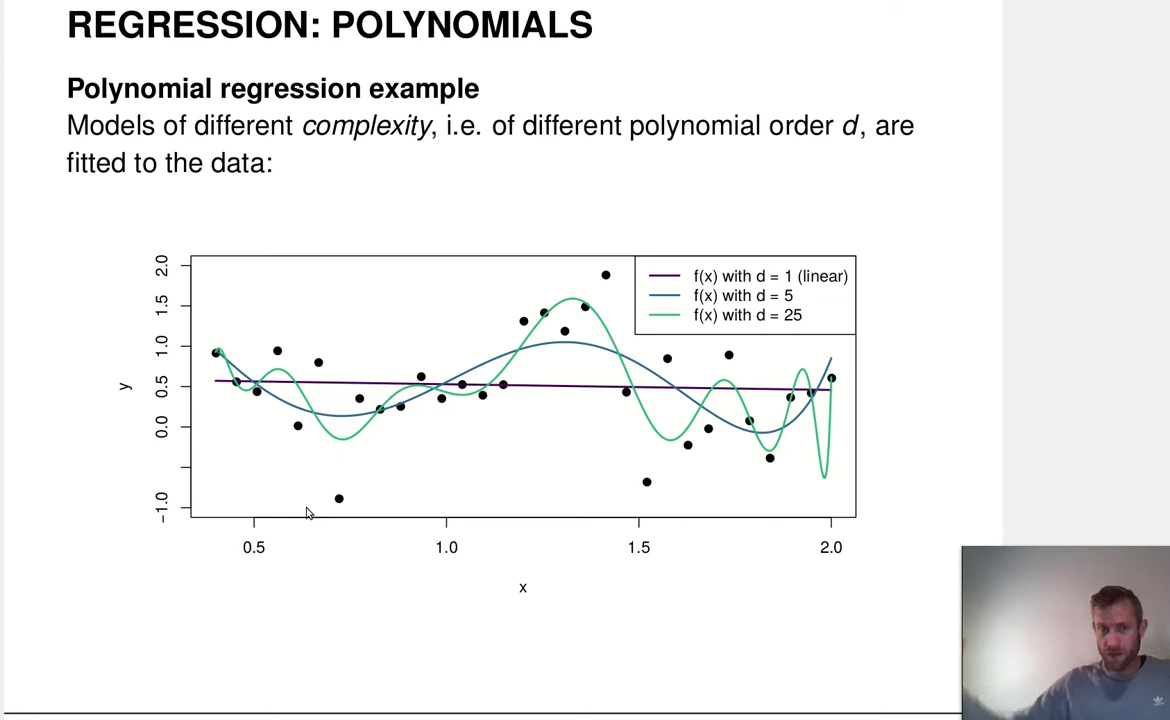 REGRESSION: POLYNOMIALS
Polynomial regression example
Models of different complexity, i.e. of different polynomial order d, are
fitted to the data:
f(x) with d = 1 (linear)
f(x) with d = 5
f(x) with d = 25
2.0
1.5
1.0
0.5
0.0
−1.0
y
0.5
1.0
1.5
2.0
x